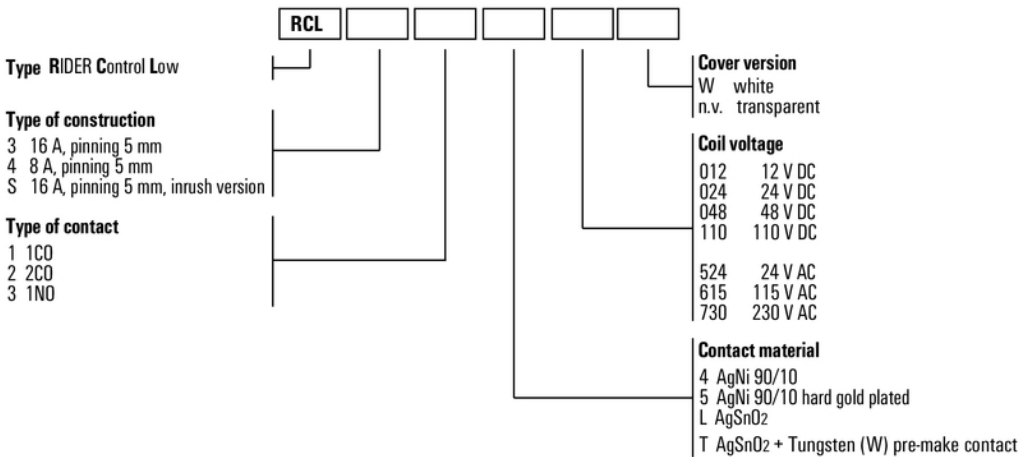 RCL
Type RIDER Control Low
Type of construction
3 16 A, pinning 5 mm
4 8 A, pinning 5 mm
S 16 A, pinning 5 mm, inrush version
Type of contact
1 1CO
2 2CO
3 1NO
Cover version
W white
n.v. transparent
Coil voltage
012 12 V DC
024 24 V DC
048 48 V DC
110 110 V DC
524 24 V AC
615 115 V AC
730 230 V AC
Contact material
4 AgNi 90/10
5 AgNi 90/10 hard gold plated
L AgSnO2
T AgSnO2 + Tungsten (W) pre-make contact